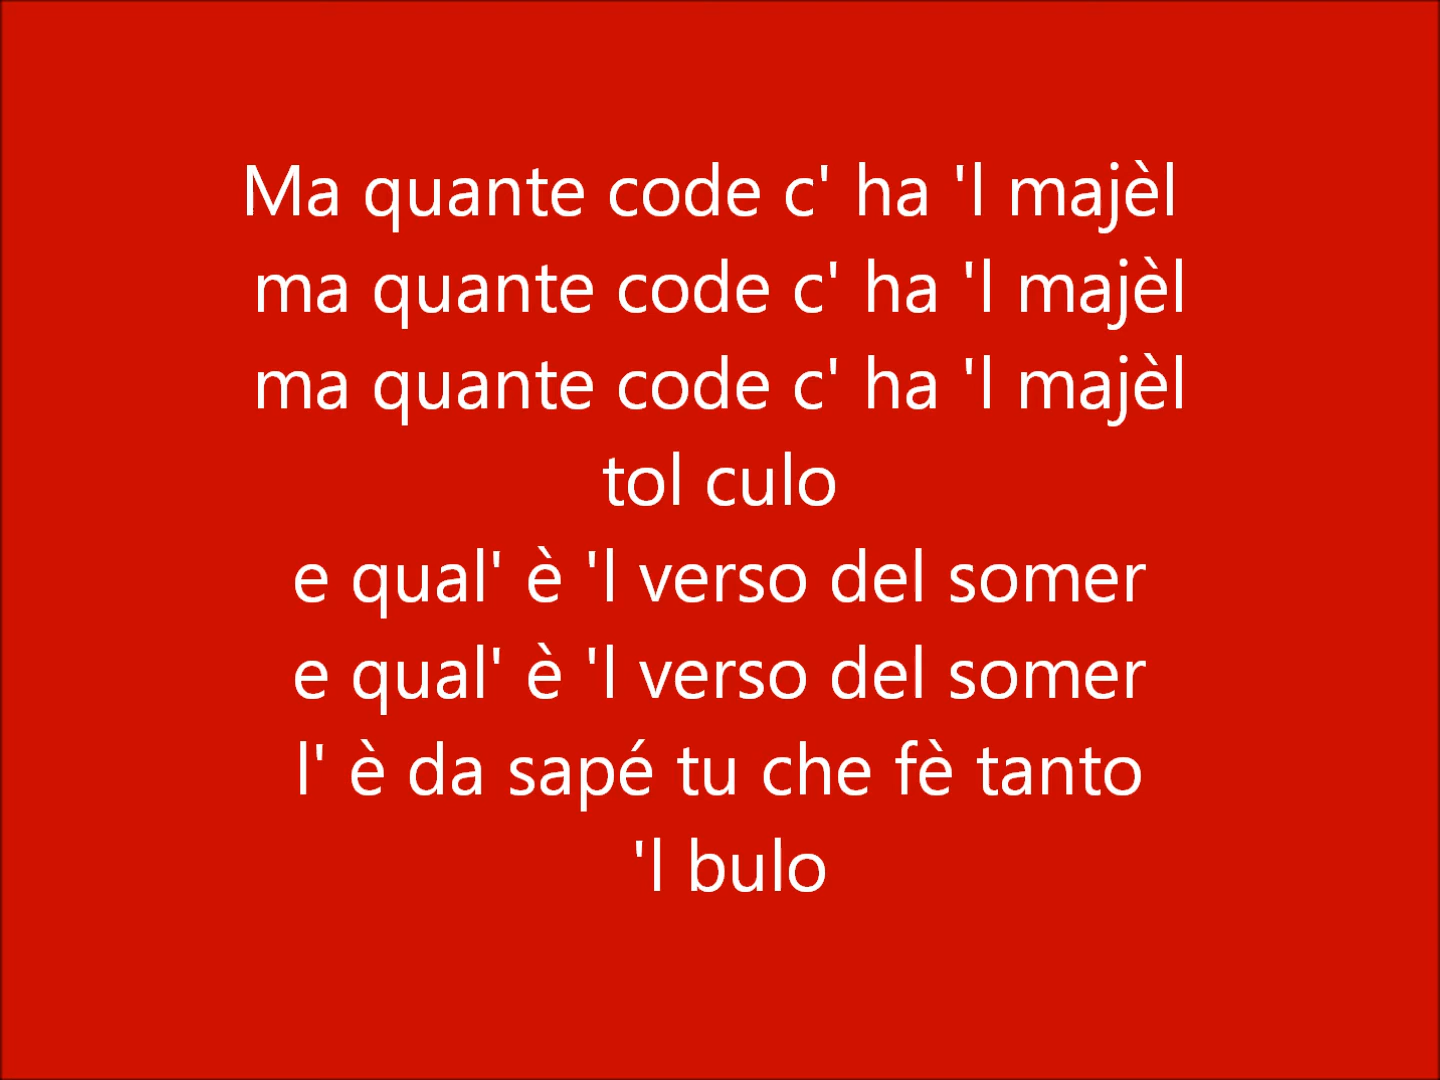 Ma quante code c' ha 'l majèl
ma quante code c' ha 'l majèl
ma quante code c' ha 'l majèl
tol culo
e qual' è 'l verso del somer
e qual' è 'l verso del somer
l' è da sapé tu che fè tanto
'l bulo